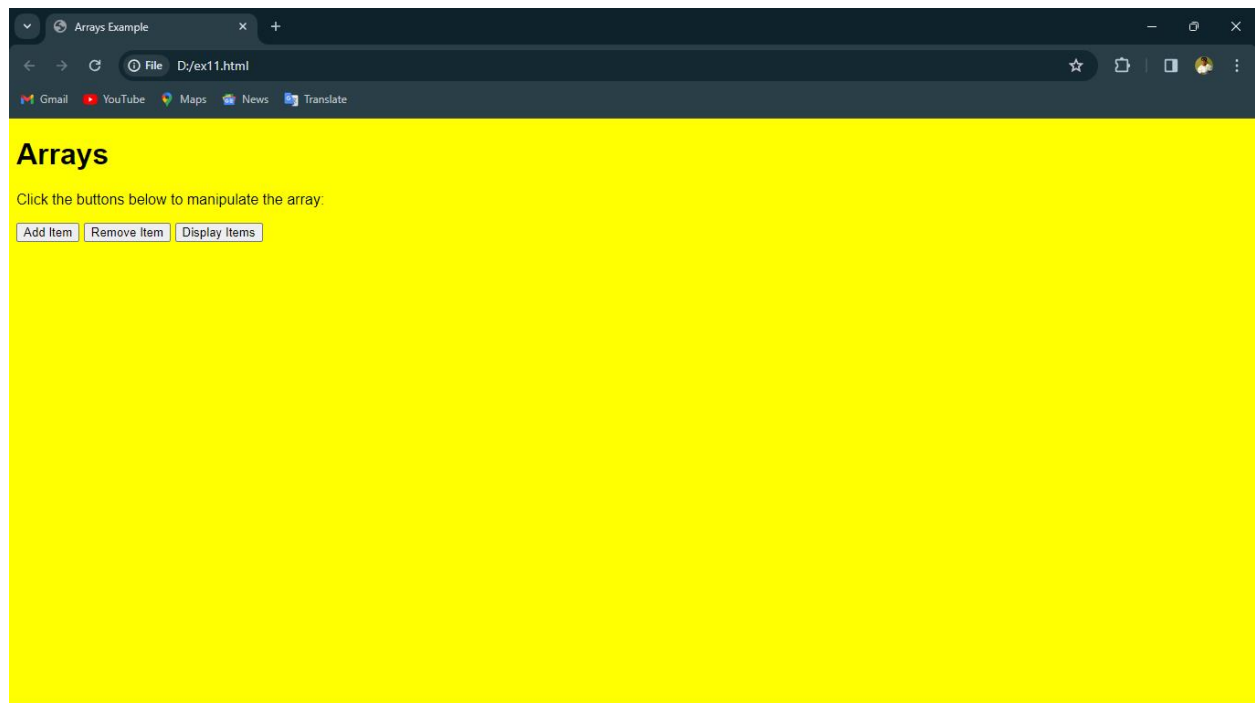 Arrays Example
File D:/ex11.html
Gmail YouTube Maps News Translate
Arrays
Click the buttons below to manipulate the array:
Add Item Remove Item Display Items